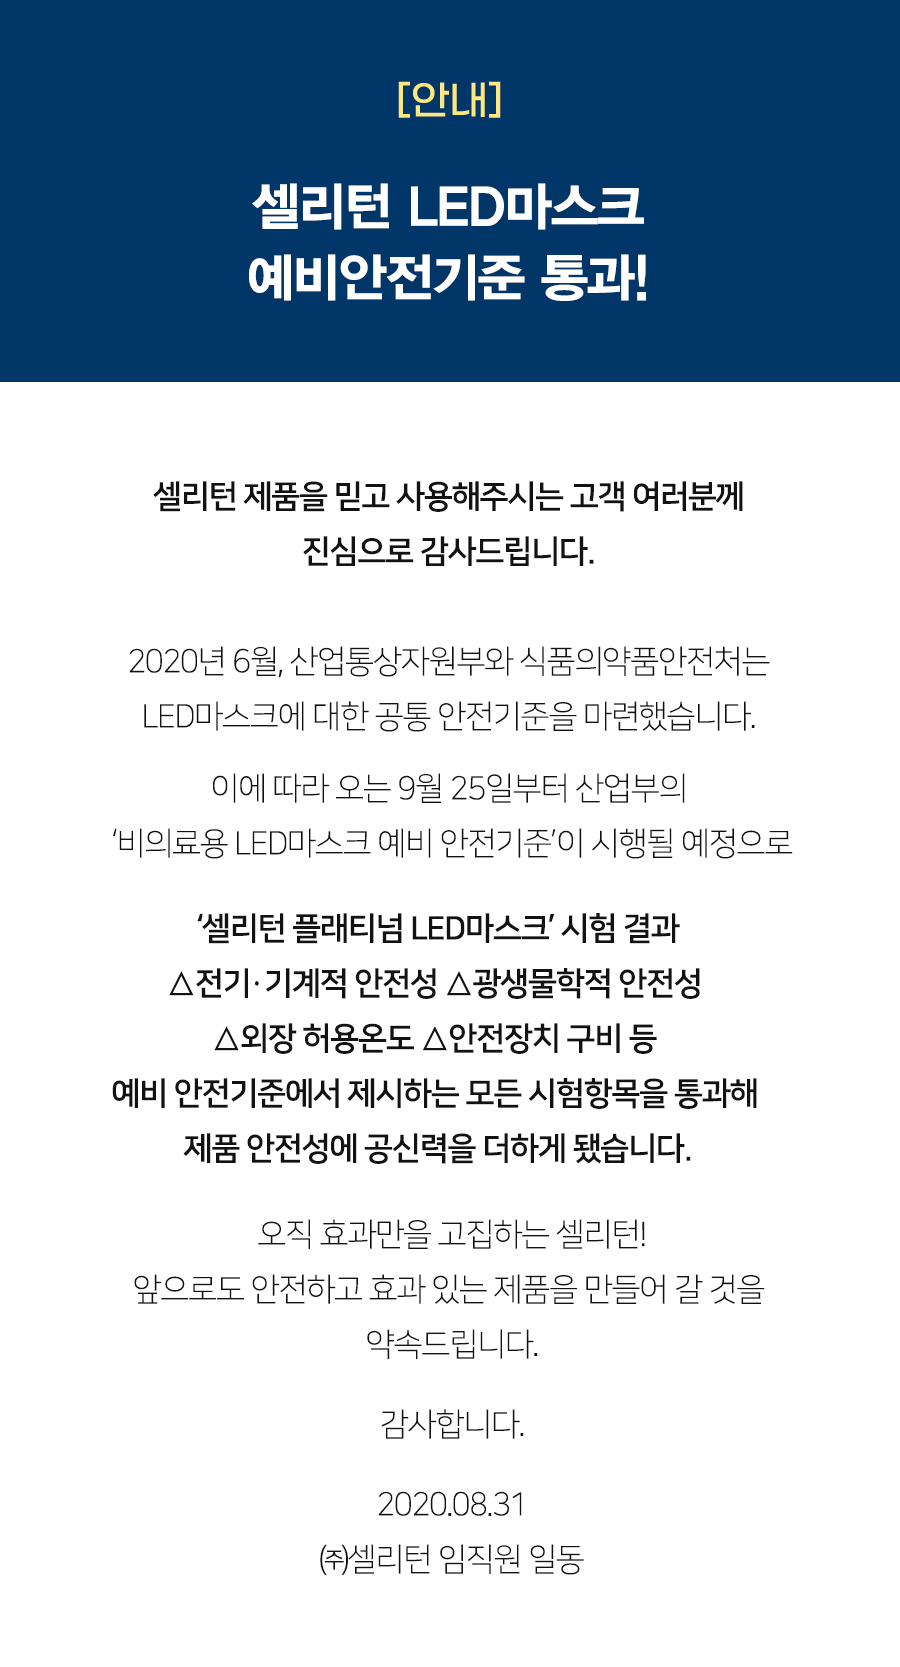 [안내]
셀리턴 LED마스크
예비안전기준 통과!
셀리턴 제품을 믿고 사용해주시는 고객 여러분께
진심으로 감사드립니다.
2020년 6월, 산업통상자원부와 식품의약품안전처는
LED마스크에 대한 공통 안전기준을 마련했습니다.
이에 따라 오는 9월 25일부터 산업부의
‘비의료용 LED마스크 예비 안전기준’이 시행될 예정으로
‘셀리턴 플래티넘 LED마스크’ 시험 결과
△전기·기계적 안전성 △광생물학적 안전성
△외장 허용온도 △안전장치 구비 등
예비 안전기준에서 제시하는 모든 시험항목을 통과해
제품 안전성에 공신력을 더하게 됐습니다.
오직 효과만을 고집하는 셀리턴!
앞으로도 안전하고 효과 있는 제품을 만들어 갈 것을
약속드립니다.
감사합니다.
2020.08.31
㈜셀리턴 임직원 일동